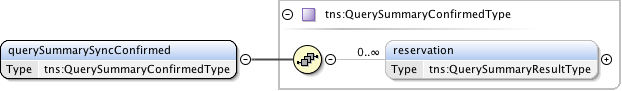 tns:QuerySummaryConfirmedType
querySummarySyncConfirmed
Type tns:QuerySummaryConfirmedType
0..∞
reservation
Type tns:QuerySummaryResultType